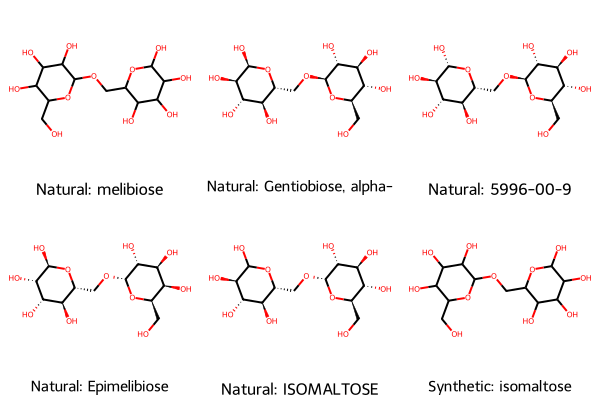 Natural: melibiose
Natural: Gentiobiose, alpha-
Natural: 5996-00-9
Natural: Epimelibiose
Natural: ISOMALTOSE
Synthetic: isomaltose